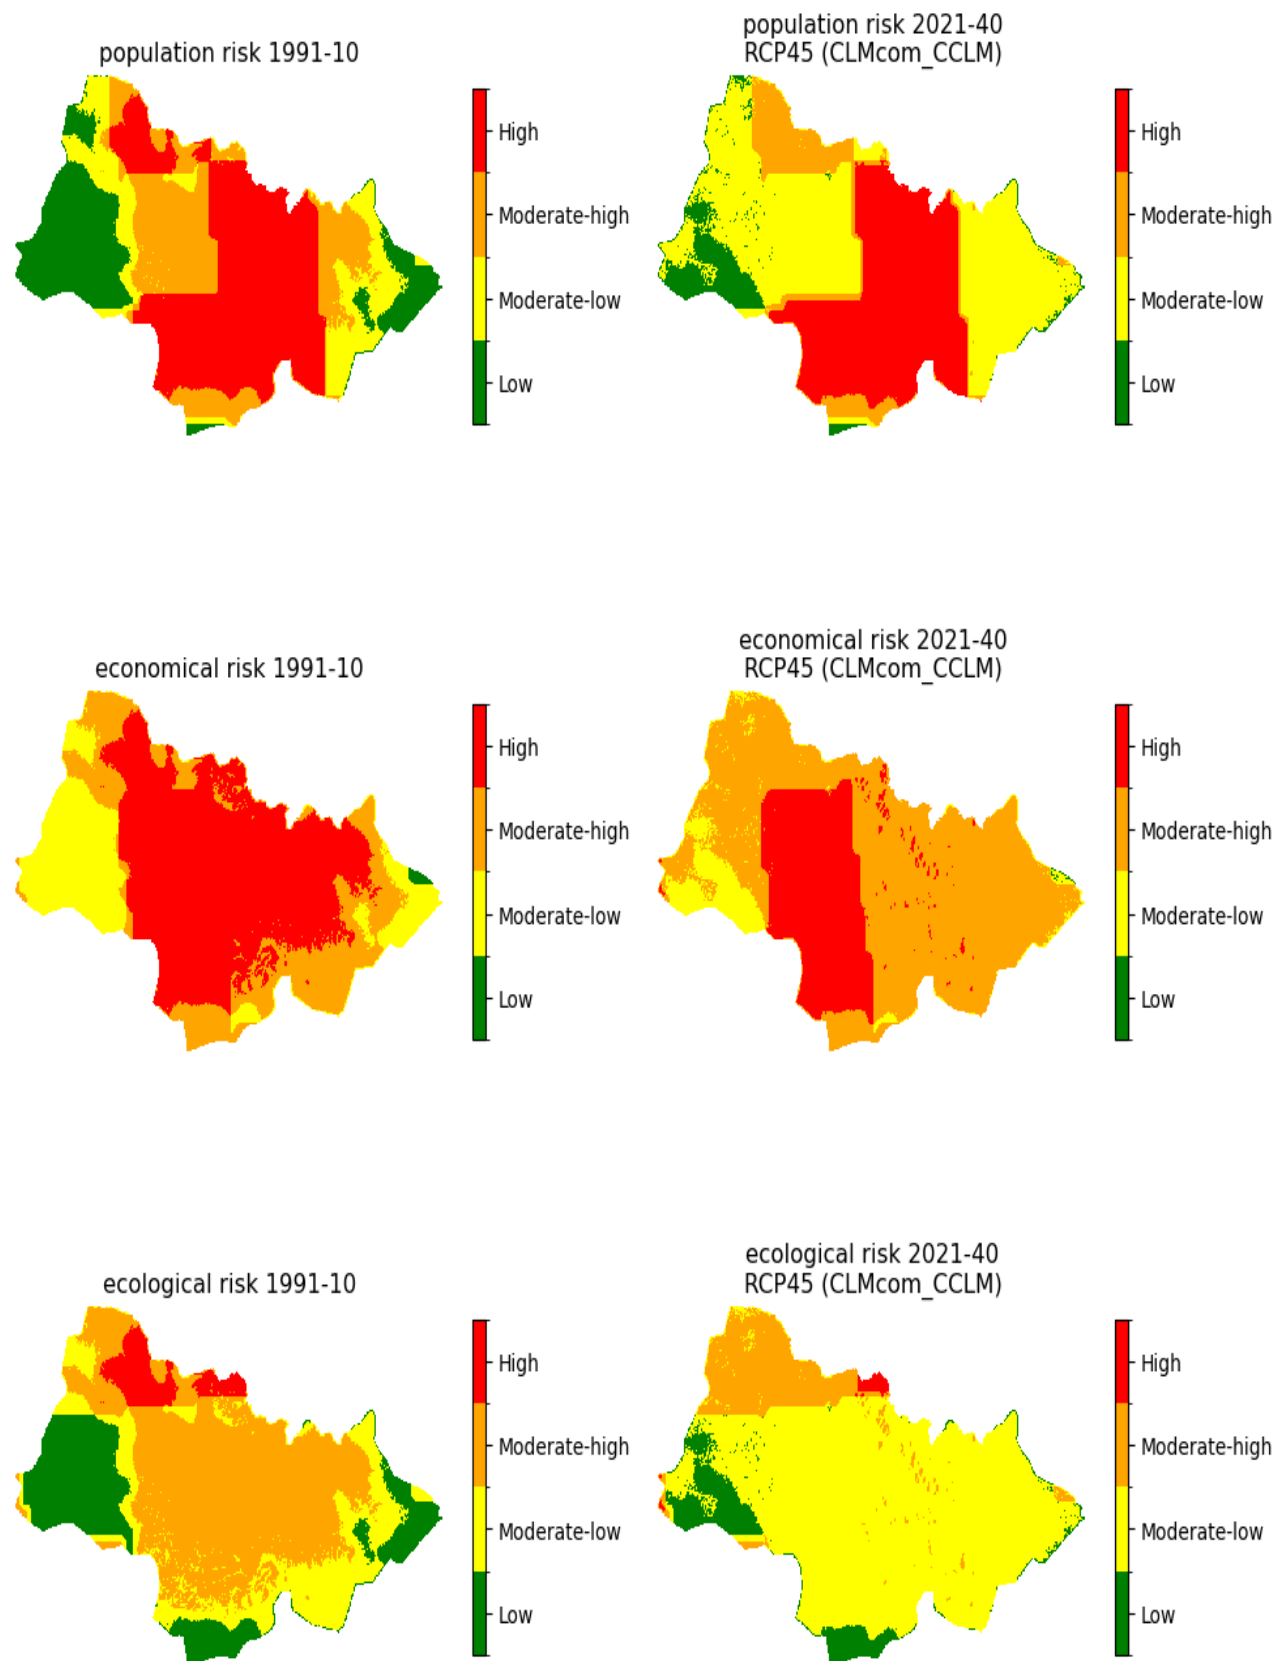 population risk 1991-10
High
Moderate-high
Moderate-low
Low
population risk 2021-40
RCP45 (CLMcom_CCLM)
High
Moderate-high
Moderate-low
Low
economical risk 1991-10
High
Moderate-high
Moderate-low
Low
economical risk 2021-40
RCP45 (CLMcom_CCLM)
High
Moderate-high
Moderate-low
Low
ecological risk 1991-10
High
Moderate-high
Moderate-low
Low
ecological risk 2021-40
RCP45 (CLMcom_CCLM)
High
Moderate-high
Moderate-low
Low